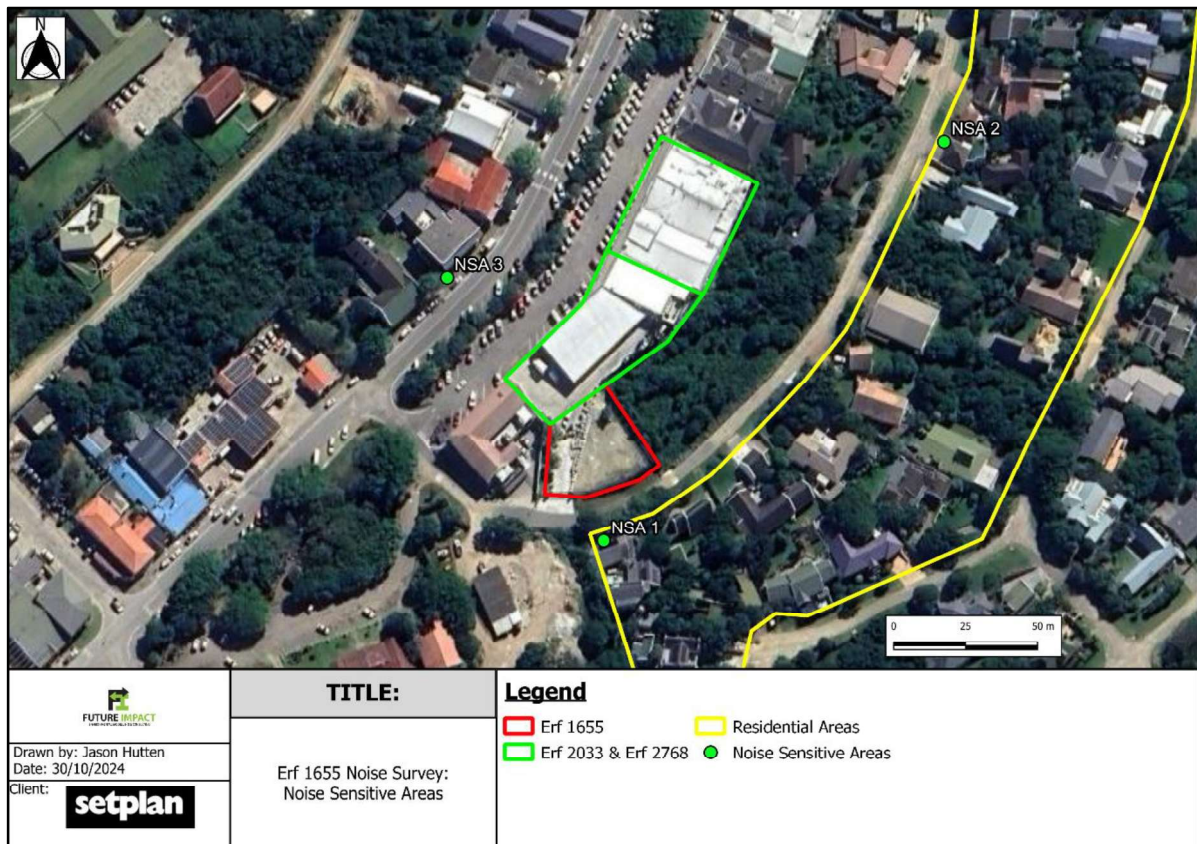 N
NSA 2
NSA 3
NSA 1
0 25 50 m
FUTURE IMPACT
Drawn by: Jason Hutten
Date: 30/10/2024
Client:
setplan
TITLE:
Erf 1655 Noise Survey:
Noise Sensitive Areas
Legend
Erf 1655
Residential Areas
Erf 2033 & Erf 2768
Noise Sensitive Areas